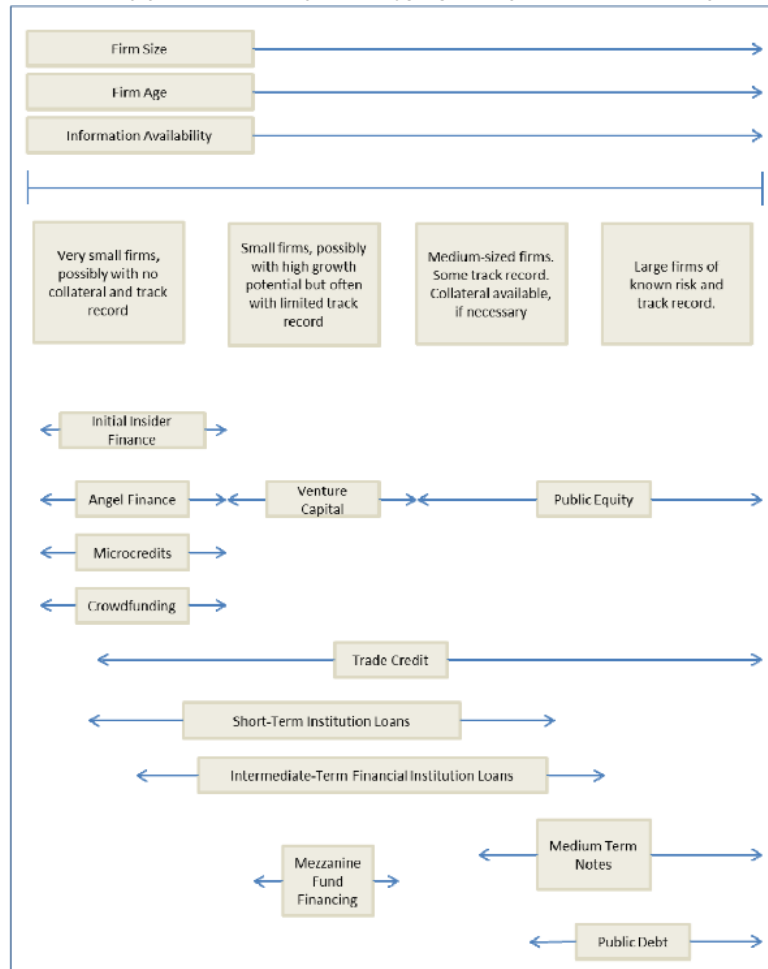 Firm Size
Firm Age
Information Availability
Very small firms,
possibly with no
collateral and track
record
Small firms, possibly
with high growth
potential but often
with limited track
record
Medium-sized firms.
Some track record.
Collateral available,
if necessary
Large firms of
known risk and
track record.
Initial Insider
Finance
Angel Finance
Venture
Capital
Public Equity
Microcredits
Crowdfunding
Trade Credit
Short-Term Institution Loans
Intermediate-Term Financial Institution Loans
Mezzanine
Fund
Financing
Medium Term
Notes
Public Debt